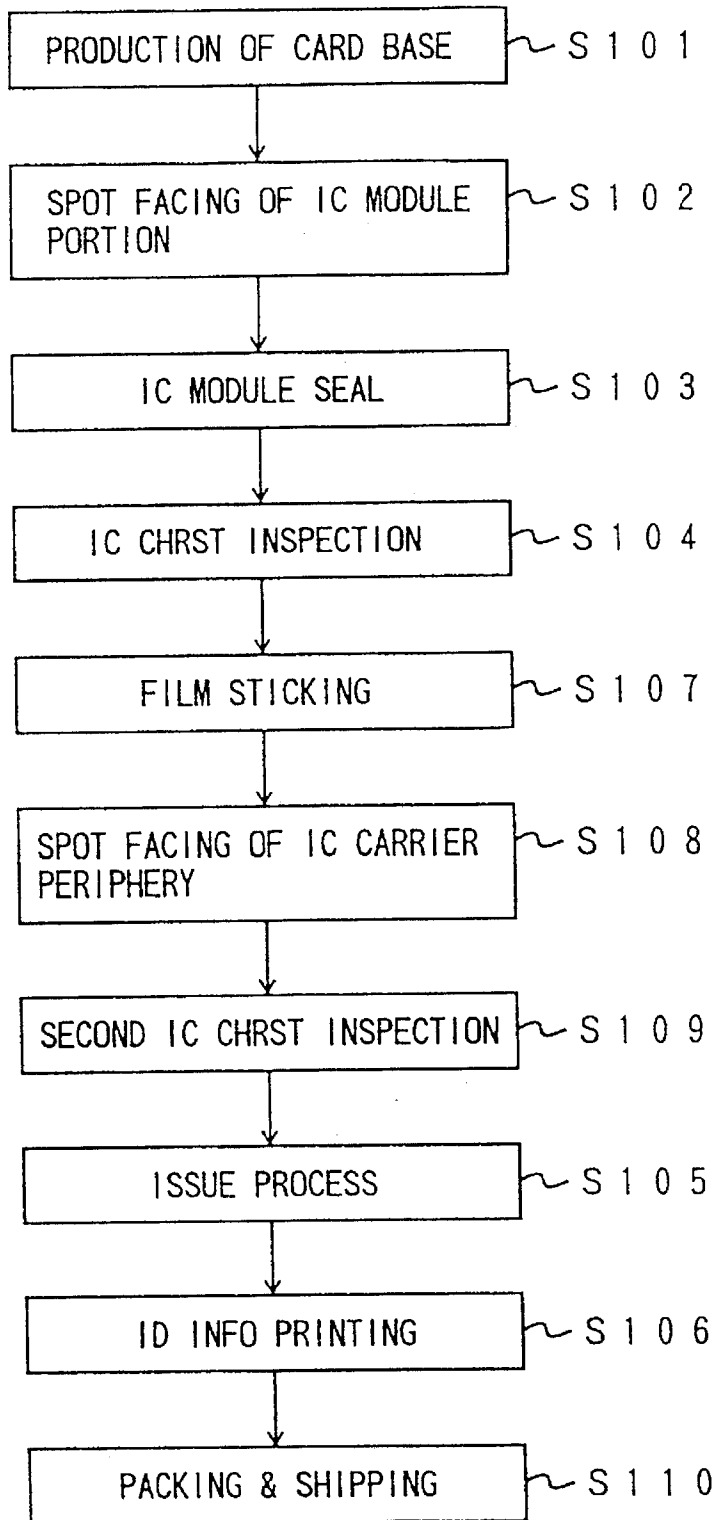 PRODUCTION OF CARD BASE S101
SPOT FACING OF IC MODULE S102
PORTION
IC MODULE SEAL S103
IC CHRST INSPECTION S104
FILM STICKING S107
SPOT FACING OF IC CARRIER S108
PERIPHERY
SECOND IC CHRST INSPECTION S109
ISSUE PROCESS S105
ID INFO PRINTING S106
PACKING & SHIPPING S110